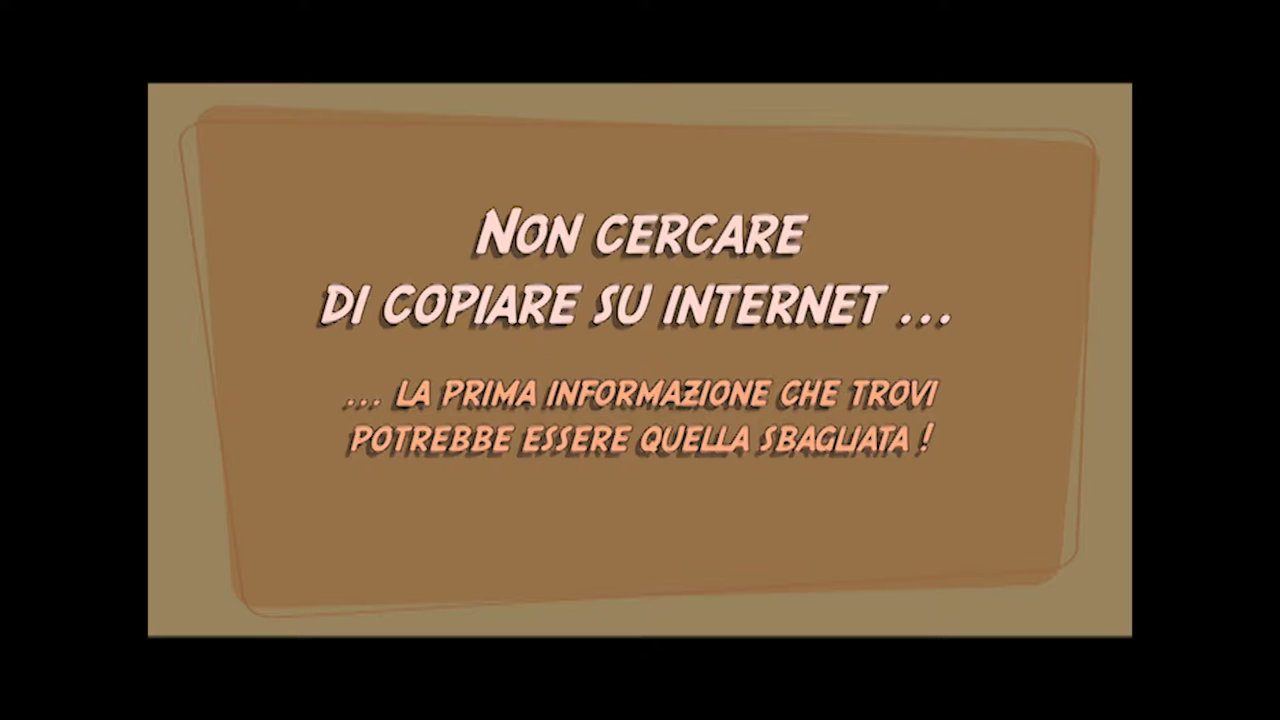 Non cercare
di copiare su internet ...
... la prima informazione che trovi
potrebbe essere quella sbagliata !